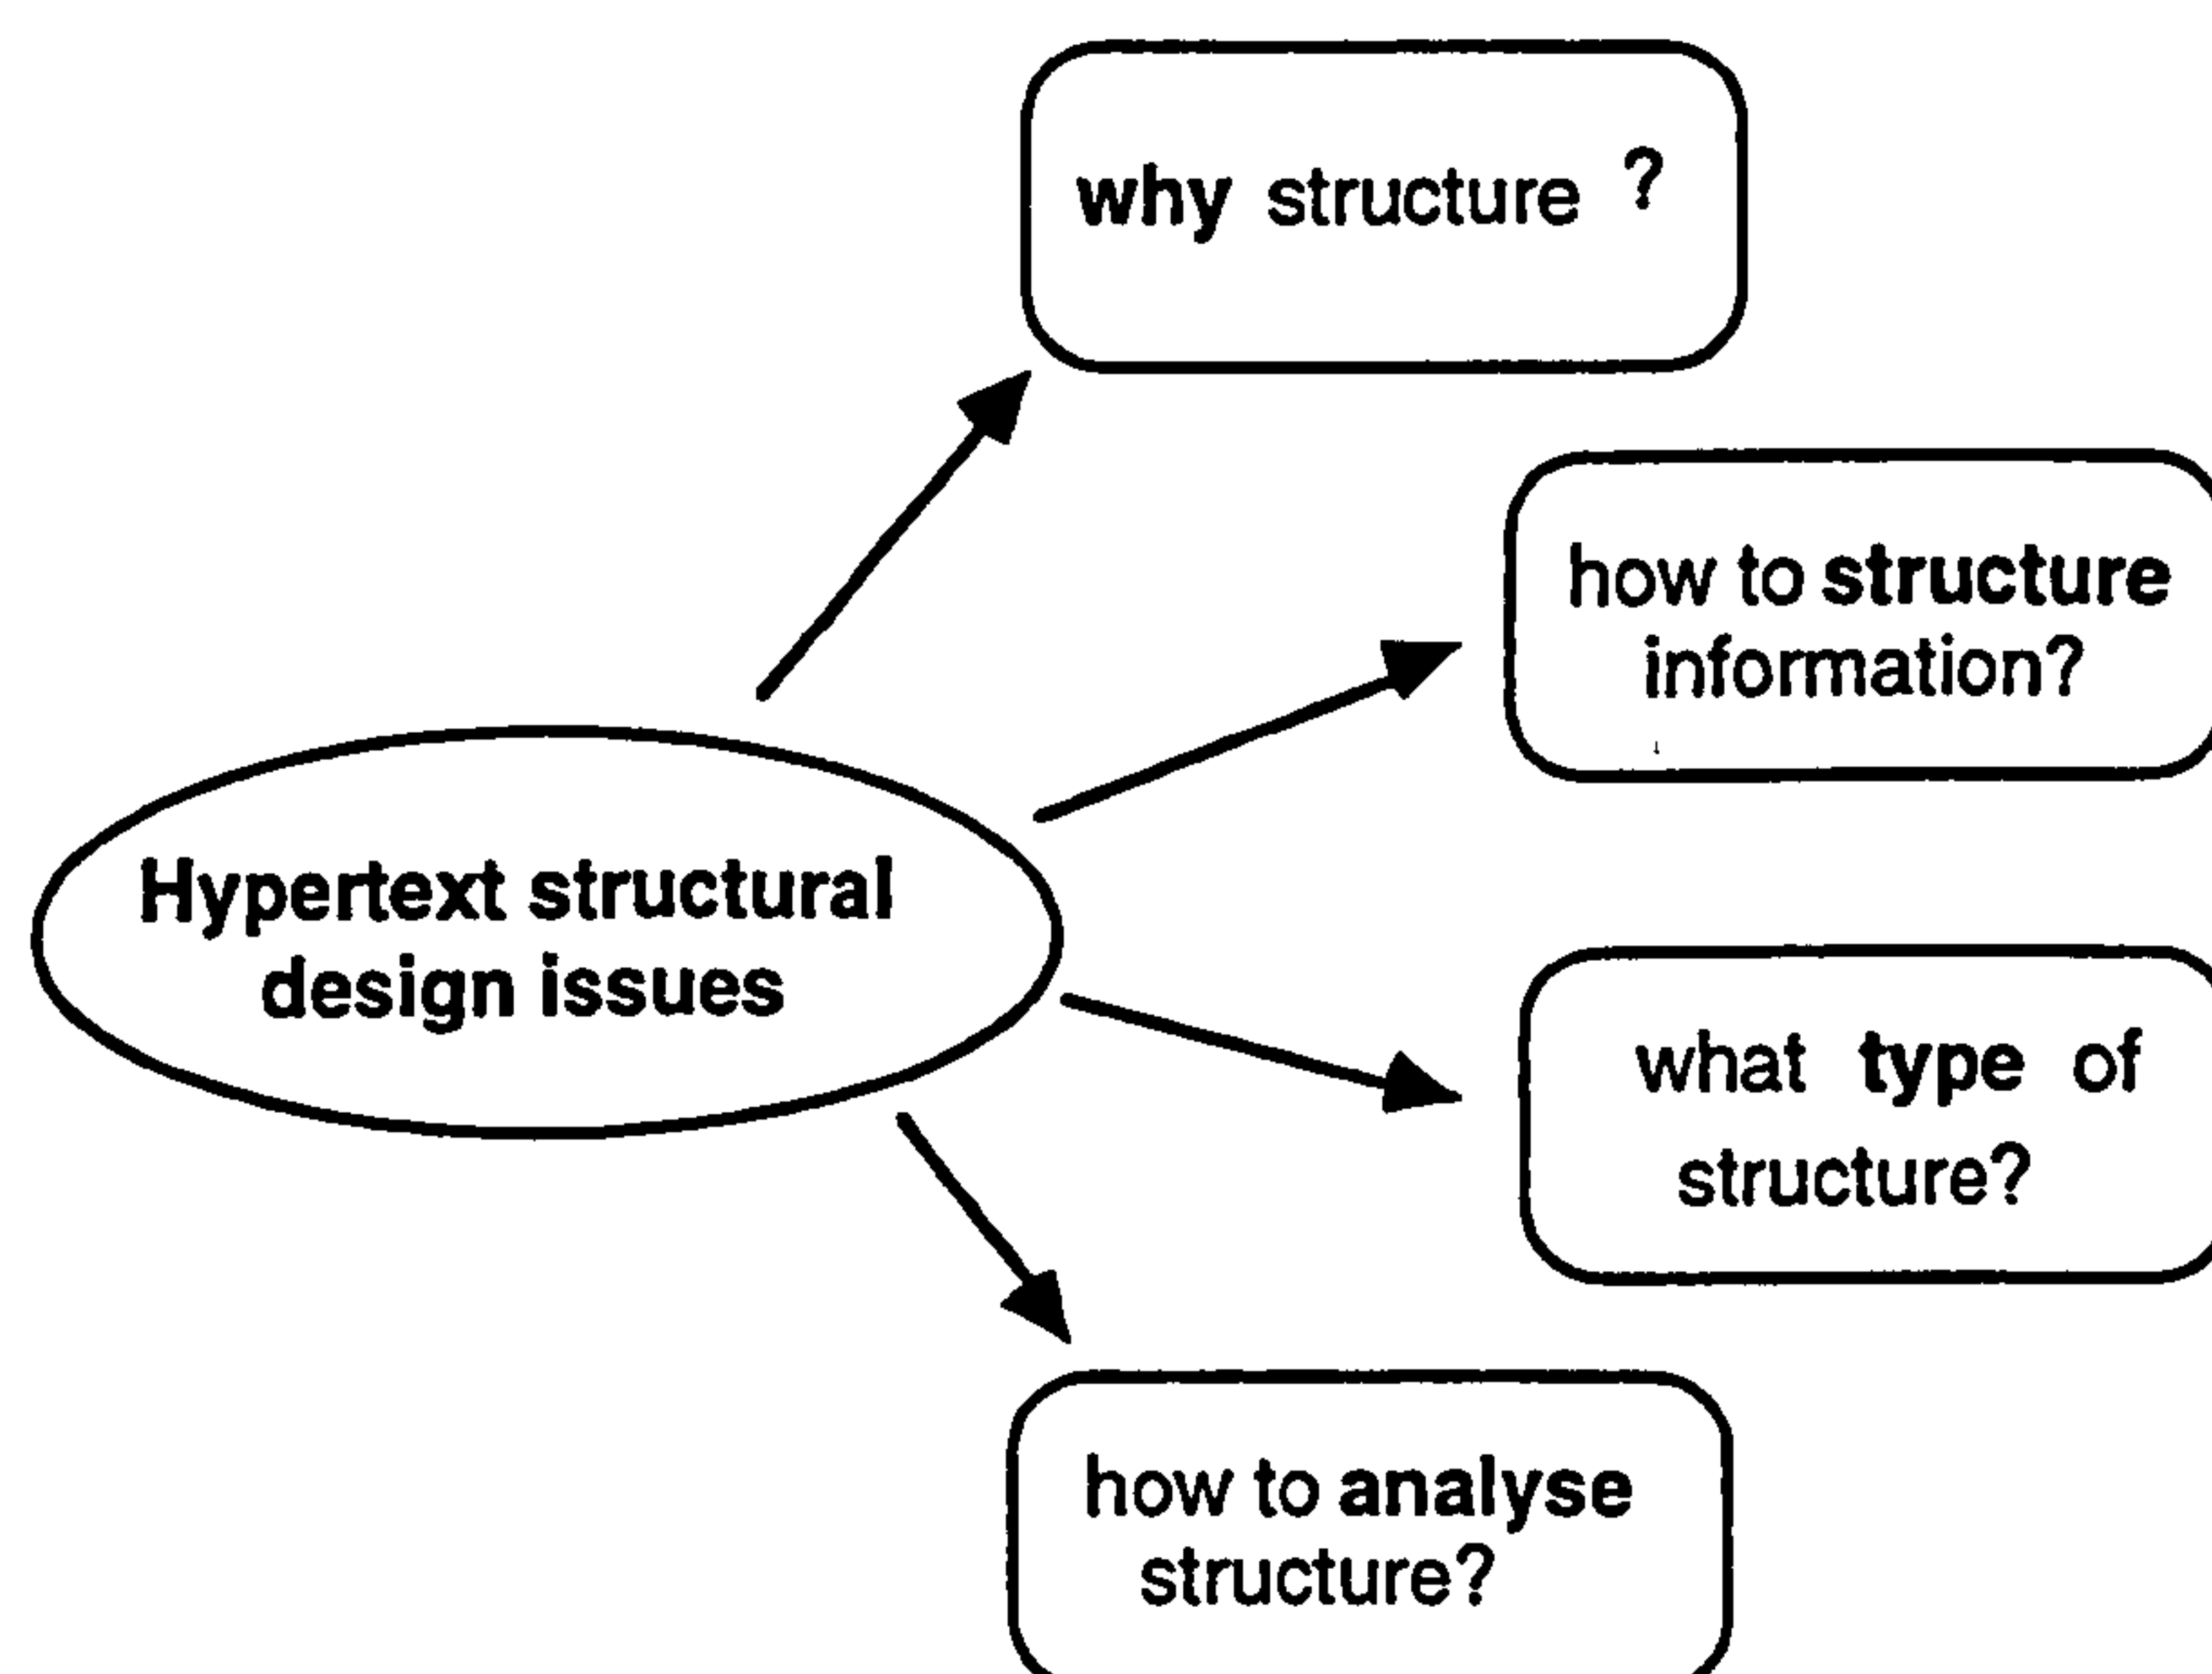 why structure ?
how to structure
information?
Hypertext structural
design issues
what type of
structure?
how to analyse
structure?